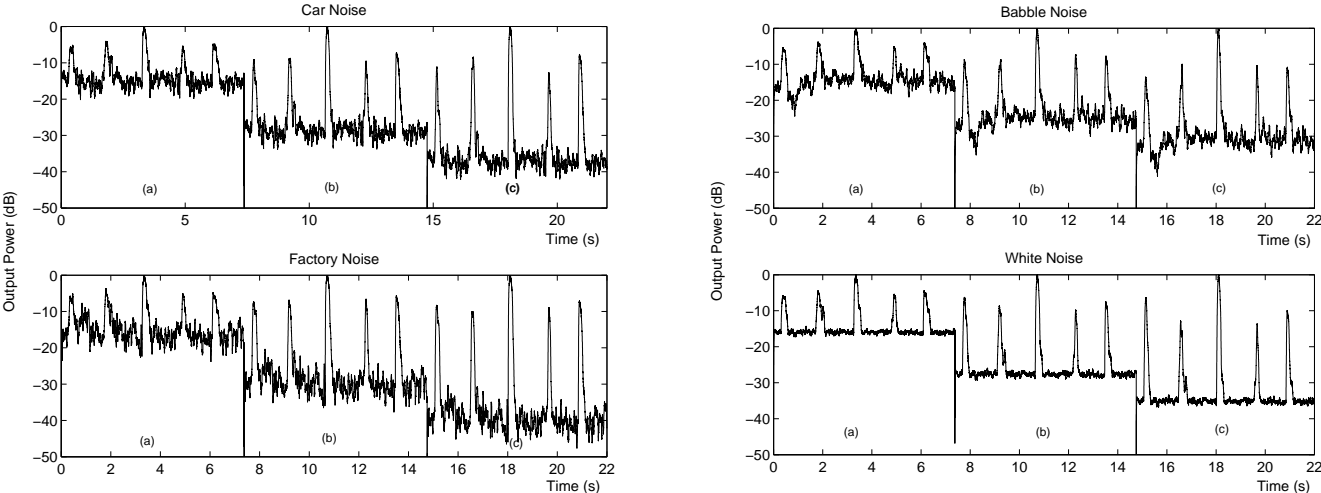 Car Noise
0
−10
−20
−30
−40
−50
(a)
(b)
(c)
0 5 10 15 20
Time (s)
Factory Noise
0
−10
−20
−30
−40
−50
(a)
(b)
(c)
0 2 4 6 8 10 12 14 16 18 20 22
Time (s)
Output Power (dB)
Babble Noise
0
−10
−20
−30
−40
−50
(a)
(b)
(c)
0 2 4 6 8 10 12 14 16 18 20 22
Time (s)
White Noise
0
−10
−20
−30
−40
−50
(a)
(b)
(c)
0 2 4 6 8 10 12 14 16 18 20 22
Time (s)
Output Power (dB)